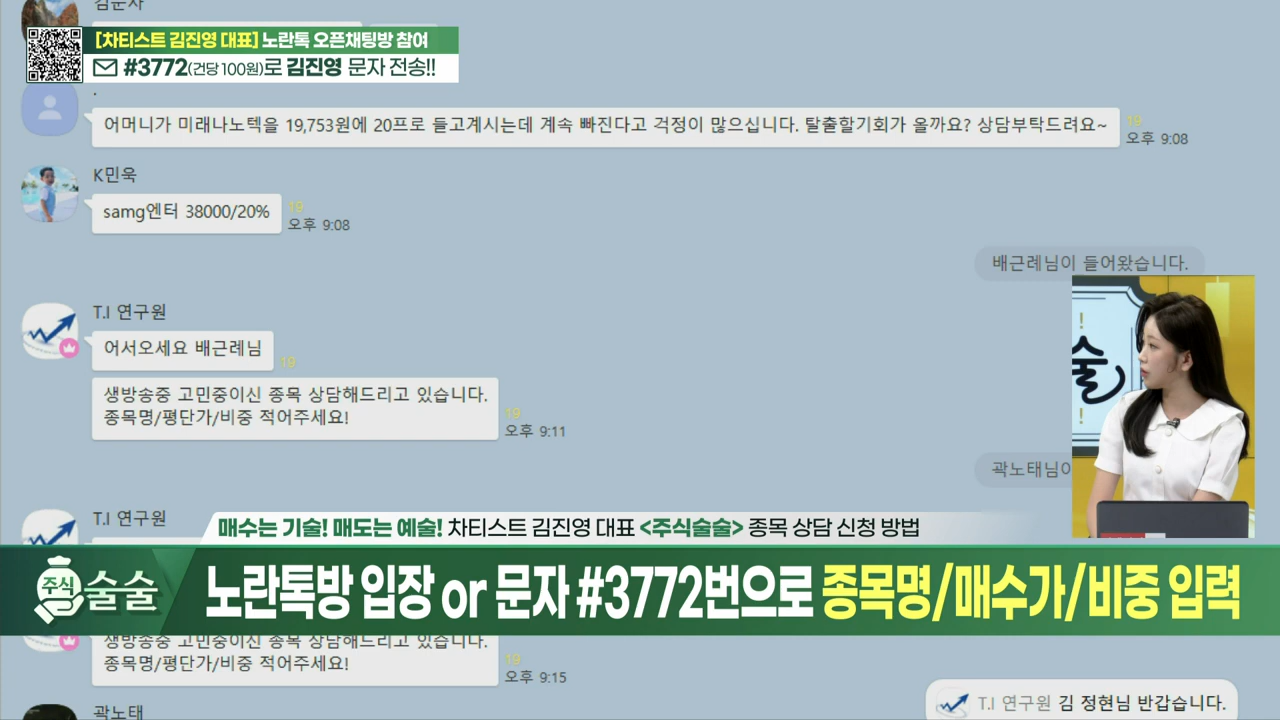 김문자
[차티스트 김진영 대표] 노란톡 오픈채팅방 참여
#3772(건당 100원)로 김진영 문자 전송!!
.
어머니가 미래나노텍을 19,753원에 20프로 들고계시는데 계속 빠진다고 걱정이 많으십니다. 탈출할기회가 올까요? 상담부탁드려요~
19
오후 9:08
K민욱
samg엔터 38000/20%
19
오후 9:08
배근례님이 들어왔습니다.
T.I 연구원
어서오세요 배근례님
19
생방송중 고민중이신 종목 상담해드리고 있습니다.
종목명/평단가/비중 적어주세요!
19
오후 9:11
술
!
!
곽노태님이
T.I 연구원
매수는 기술! 매도는 예술! 차티스트 김진영 대표 <주식술술> 종목 상담 신청 방법
주식술술
노란톡방 입장 or 문자 #3772번으로 종목명/매수가/비중 입력
생방송중 고민중이신 종목 상담해드리고 있습니다.
종목명/평단가/비중 적어주세요!
19
오후 9:15
곽노태
T.I 연구원 김 정현님 반갑습니다.